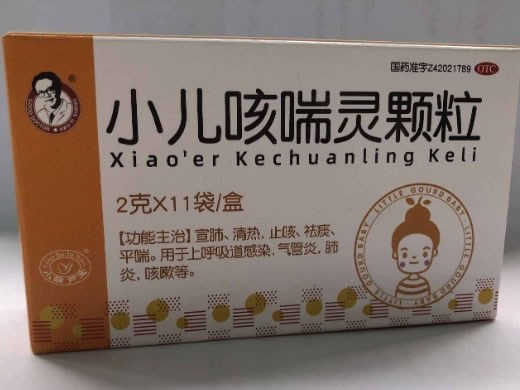 国药准字Z42021789 OTC
小儿咳喘灵颗粒
Xiao'er Kechuanling Keli
2克X11袋/盒
【功能主治】宣肺、清热、止咳、祛痰、
平喘。用于上呼吸道感染，气管炎，肺
炎，咳嗽等。
LITTLE GOURD BABY LITTLE GOURD BABY